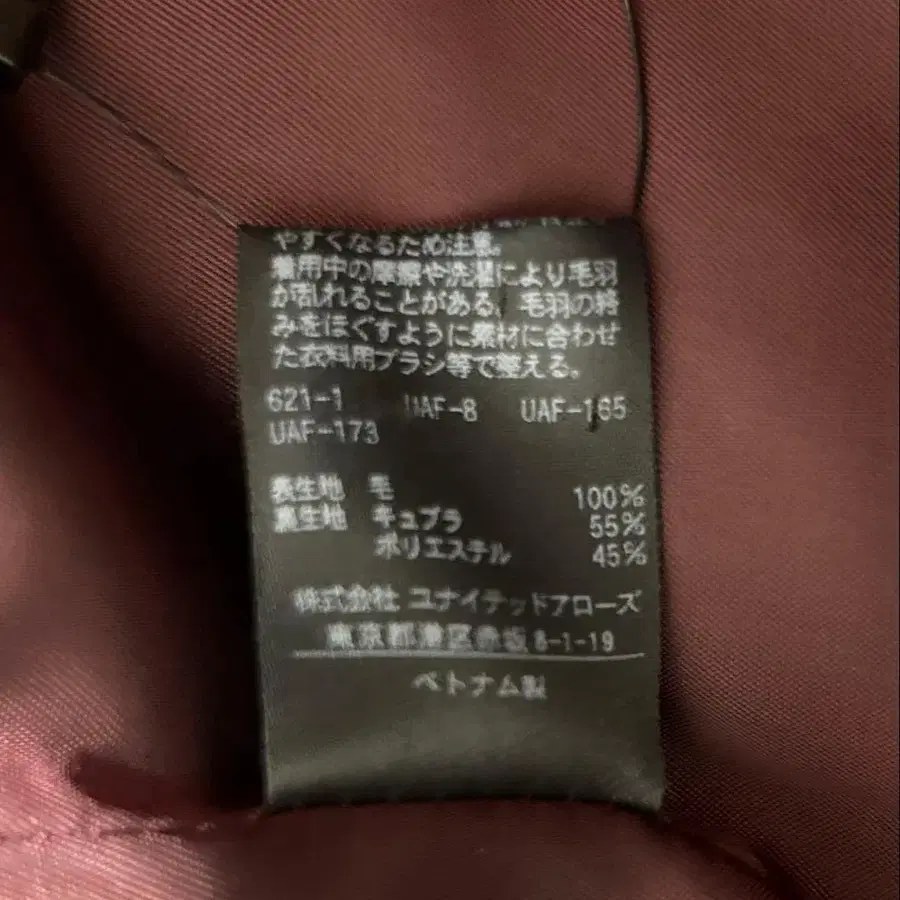 やすくなるため注意。
着用中の摩擦や洗濯により毛羽
が乱れることがある。毛羽の絡
みをほぐすように素材に合わせ
た衣料用ブラシ等で整える。
621-1 UAF-8 UAF-165
UAF-173
表生地 毛 100%
裏生地 キュプラ 55%
ポリエステル 45%
株式会社 ユナイテッドアローズ
東京都港区赤坂 8-1-19
ベトナム製